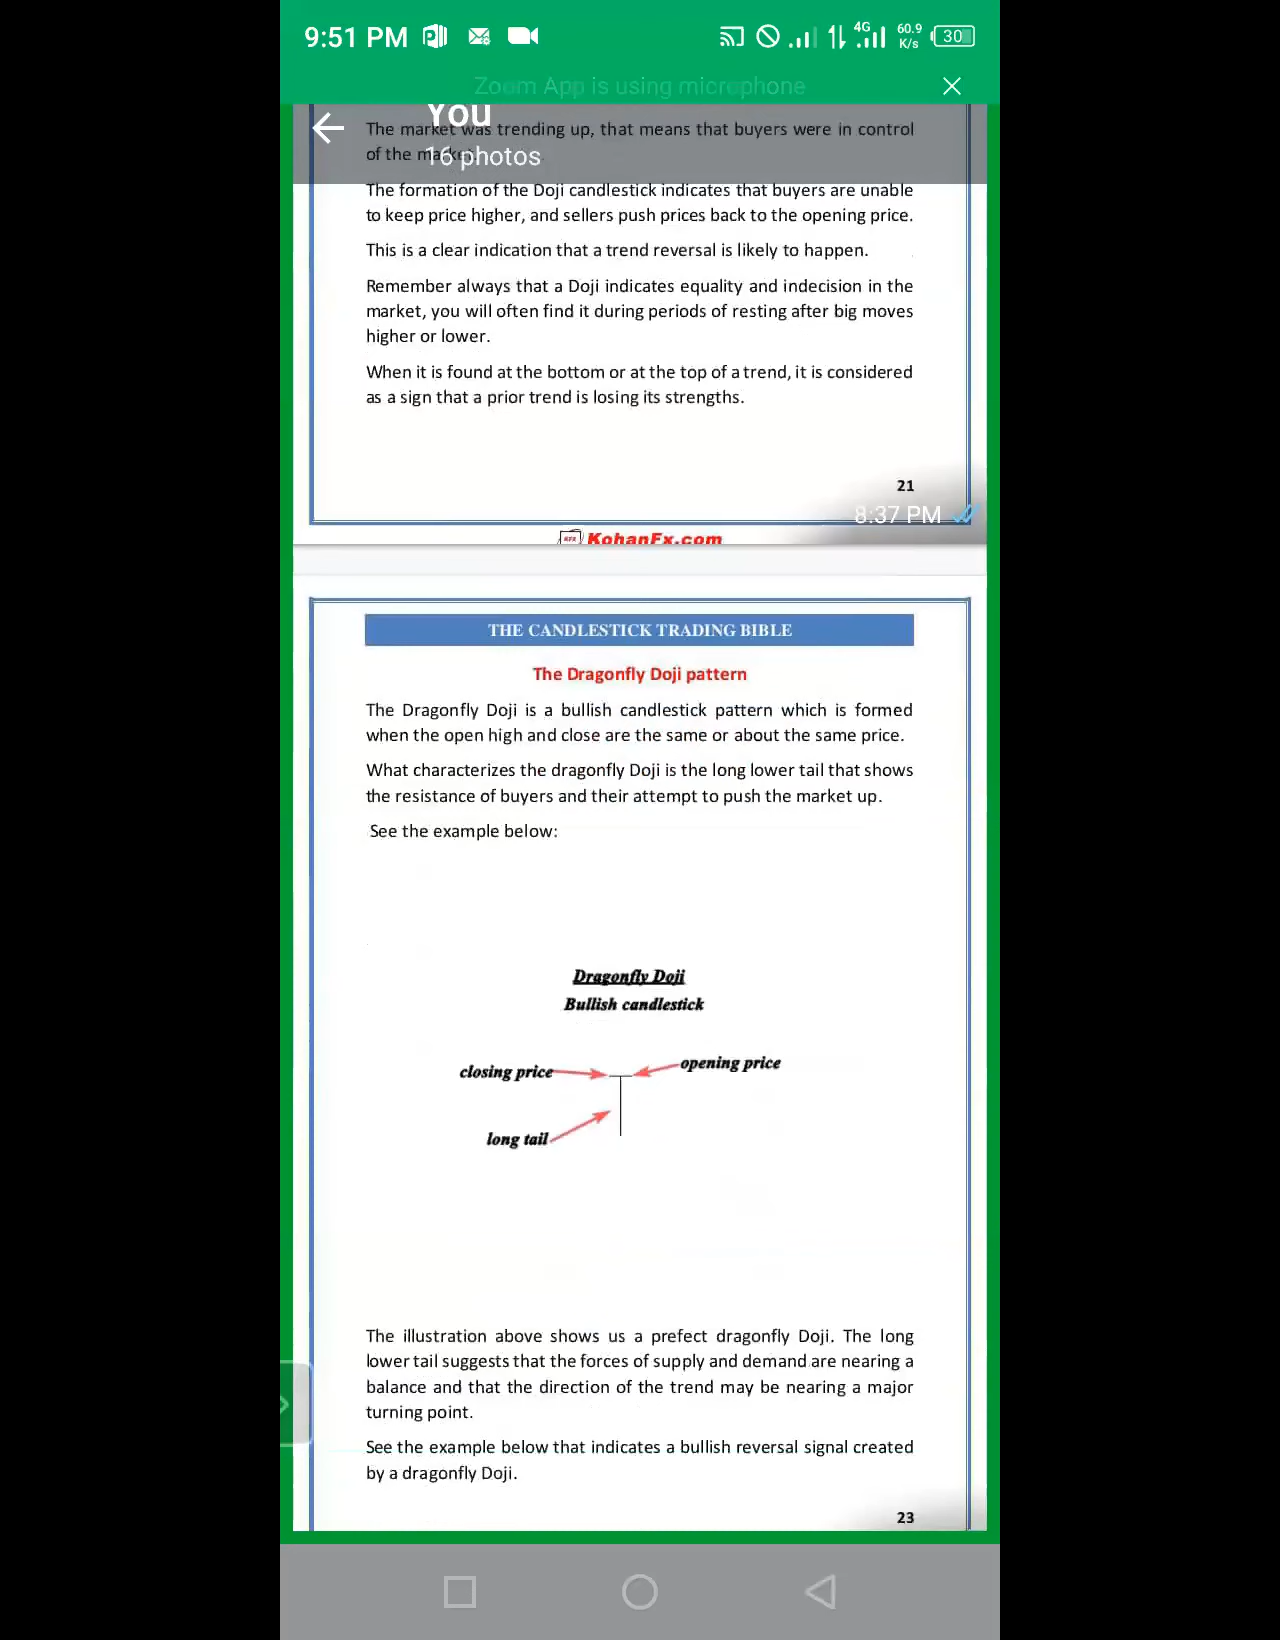 9:51 PM
4G
60.9
K/s
30
Zoom App is using microphone
You
16 photos
The market was trending up, that means that buyers were in control
of the market.
The formation of the Doji candlestick indicates that buyers are unable
to keep price higher, and sellers push prices back to the opening price.
This is a clear indication that a trend reversal is likely to happen.
Remember always that a Doji indicates equality and indecision in the
market, you will often find it during periods of resting after big moves
higher or lower.
When it is found at the bottom or at the top of a trend, it is considered
as a sign that a prior trend is losing its strengths.
21
8:37 PM
KohanFx.com
THE CANDLESTICK TRADING BIBLE
The Dragonfly Doji pattern
The Dragonfly Doji is a bullish candlestick pattern which is formed
when the open high and close are the same or about the same price.
What characterizes the dragonfly Doji is the long lower tail that shows
the resistance of buyers and their attempt to push the market up.
See the example below:
Dragonfly Doji
Bullish candlestick
closing price
opening price
long tail
The illustration above shows us a prefect dragonfly Doji. The long
lower tail suggests that the forces of supply and demand are nearing a
balance and that the direction of the trend may be nearing a major
turning point.
See the example below that indicates a bullish reversal signal created
by a dragonfly Doji.
23